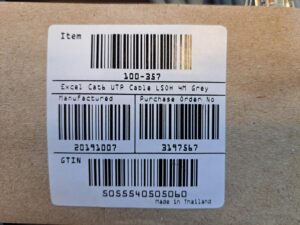 Item
100-357
Excel Cat6 UTP Cable LSOH 4M Grey
Manufactured Purchase Order No
20191007 3197567
GTIN
5055540505060
Made in Thailand